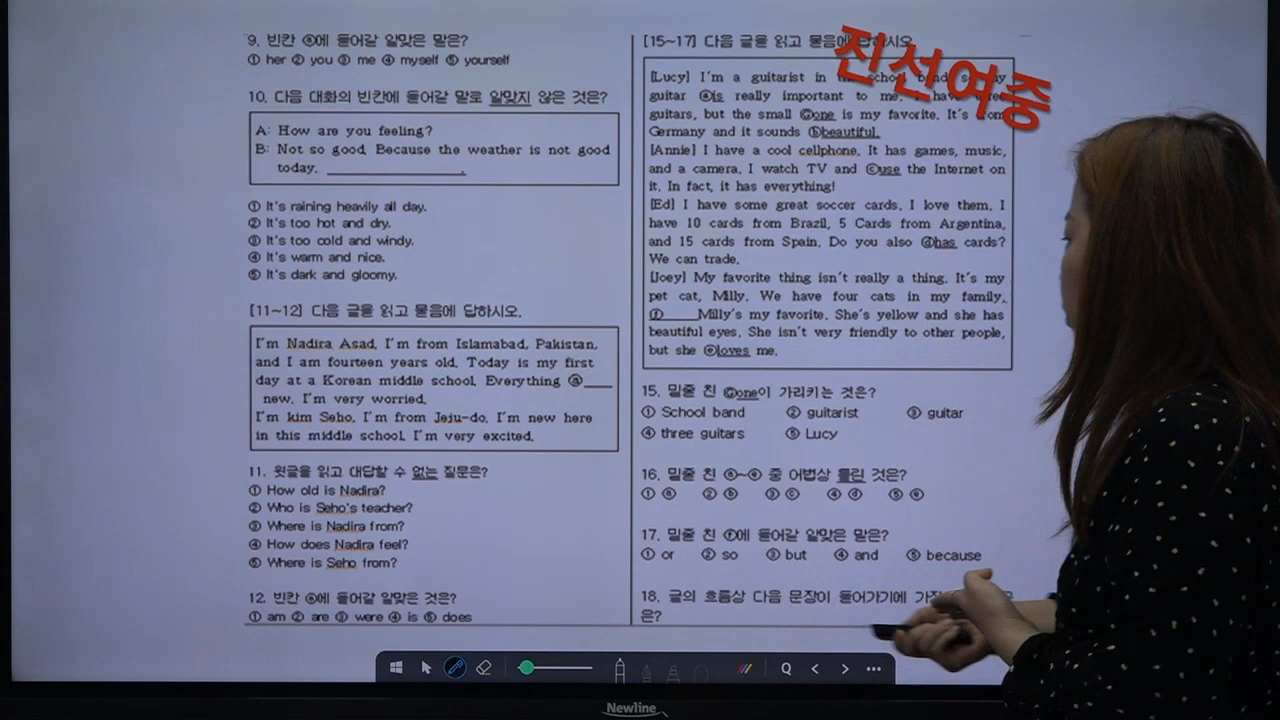 9. 빈칸 ⓐ에 들어갈 알맞은 말은?
① her ② you ③ me ④ myself ⑤ yourself
10. 다음 대화의 빈칸에 들어갈 말로 알맞지 않은 것은?
A: How are you feeling?
B: Not so good. Because the weather is not good
today. ____________.
① It's raining heavily all day.
② It's too hot and dry.
③ It's too cold and windy.
④ It's warm and nice.
⑤ It's dark and gloomy.
[11~12] 다음 글을 읽고 물음에 답하시오.
I'm Nadira Asad. I'm from Islamabad, Pakistan,
and I am fourteen years old. Today is my first
day at a Korean middle school. Everything ⓐ____
new. I'm very worried.
I'm kim Seho. I'm from Jeju-do. I'm new here
in this middle school. I'm very excited.
11. 윗글을 읽고 대답할 수 없는 질문은?
① How old is Nadira?
② Who is Seho's teacher?
③ Where is Nadira from?
④ How does Nadira feel?
⑤ Where is Seho from?
12. 빈칸 ⓐ에 들어갈 알맞은 것은?
① am ② are ③ were ④ is ⑤ does
[15~17] 다음 글을 읽고 물음에 답하시오
진선여중
[Lucy] I'm a guitarist in school my
guitar ⓐis really important to me. I have
guitars, but the small one is my favorite. It's from
Germany and it sounds ⓑbeautiful.
[Annie] I have a cool cellphone. It has games, music,
and a camera. I watch TV and ⓒuse the Internet on
it. In fact, it has everything!
[Ed] I have some great soccer cards. I love them. I
have 10 cards from Brazil, 5 Cards from Argentina,
and 15 cards from Spain. Do you also ⓓhas cards?
We can trade.
[Joey] My favorite thing isn't really a thing. It's my
pet cat, Milly. We have four cats in my family.
ⓕ____Milly's my favorite. She's yellow and she has
beautiful eyes. She isn't very friendly to other people,
but she ⓔloves me.
15. 밑줄 친 one이 가리키는 것은?
① School band ② guitarist ③ guitar
④ three guitars ⑤ Lucy
16. 밑줄 친 ⓐ~ⓔ 중 어법상 틀린 것은?
① ⓐ ② ⓑ ③ ⓒ ④ ⓓ ⑤ ⓔ
17. 밑줄 친 ⓕ에 들어갈 알맞은 말은?
① or ② so ③ but ④ and ⑤ because
18. 글의 흐름상 다음 문장이 들어가기에
은?
Newline